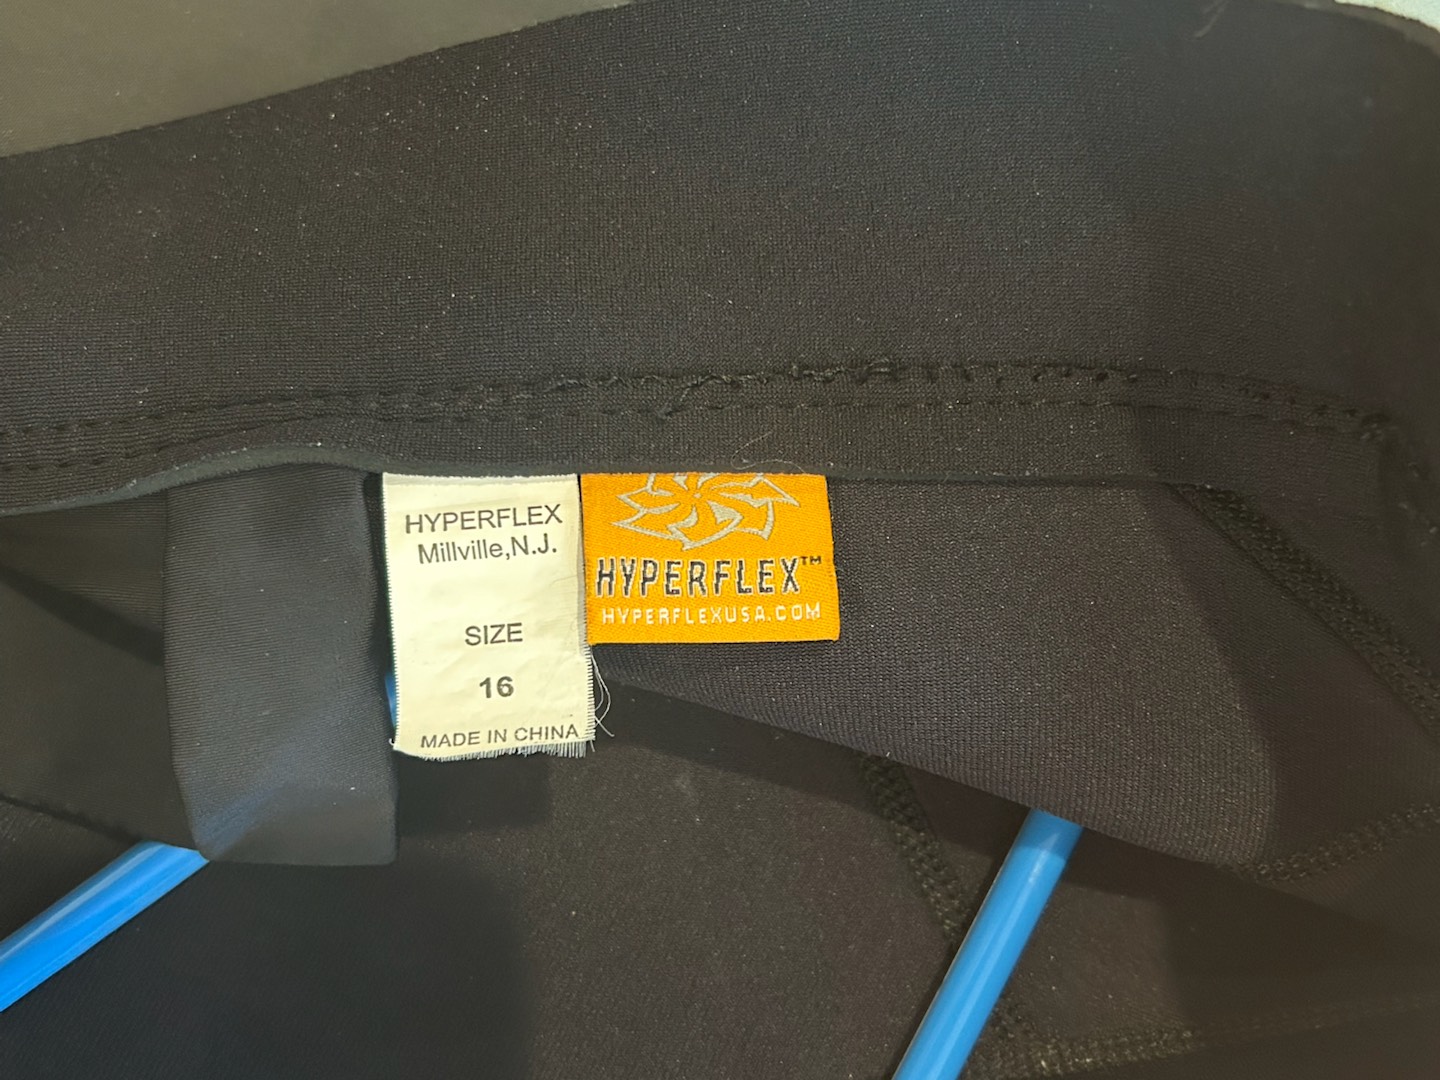 HYPERFLEX
Millville,N.J.
SIZE
16
MADE IN CHINA
HYPERFLEX™
HYPERFLEXUSA.COM